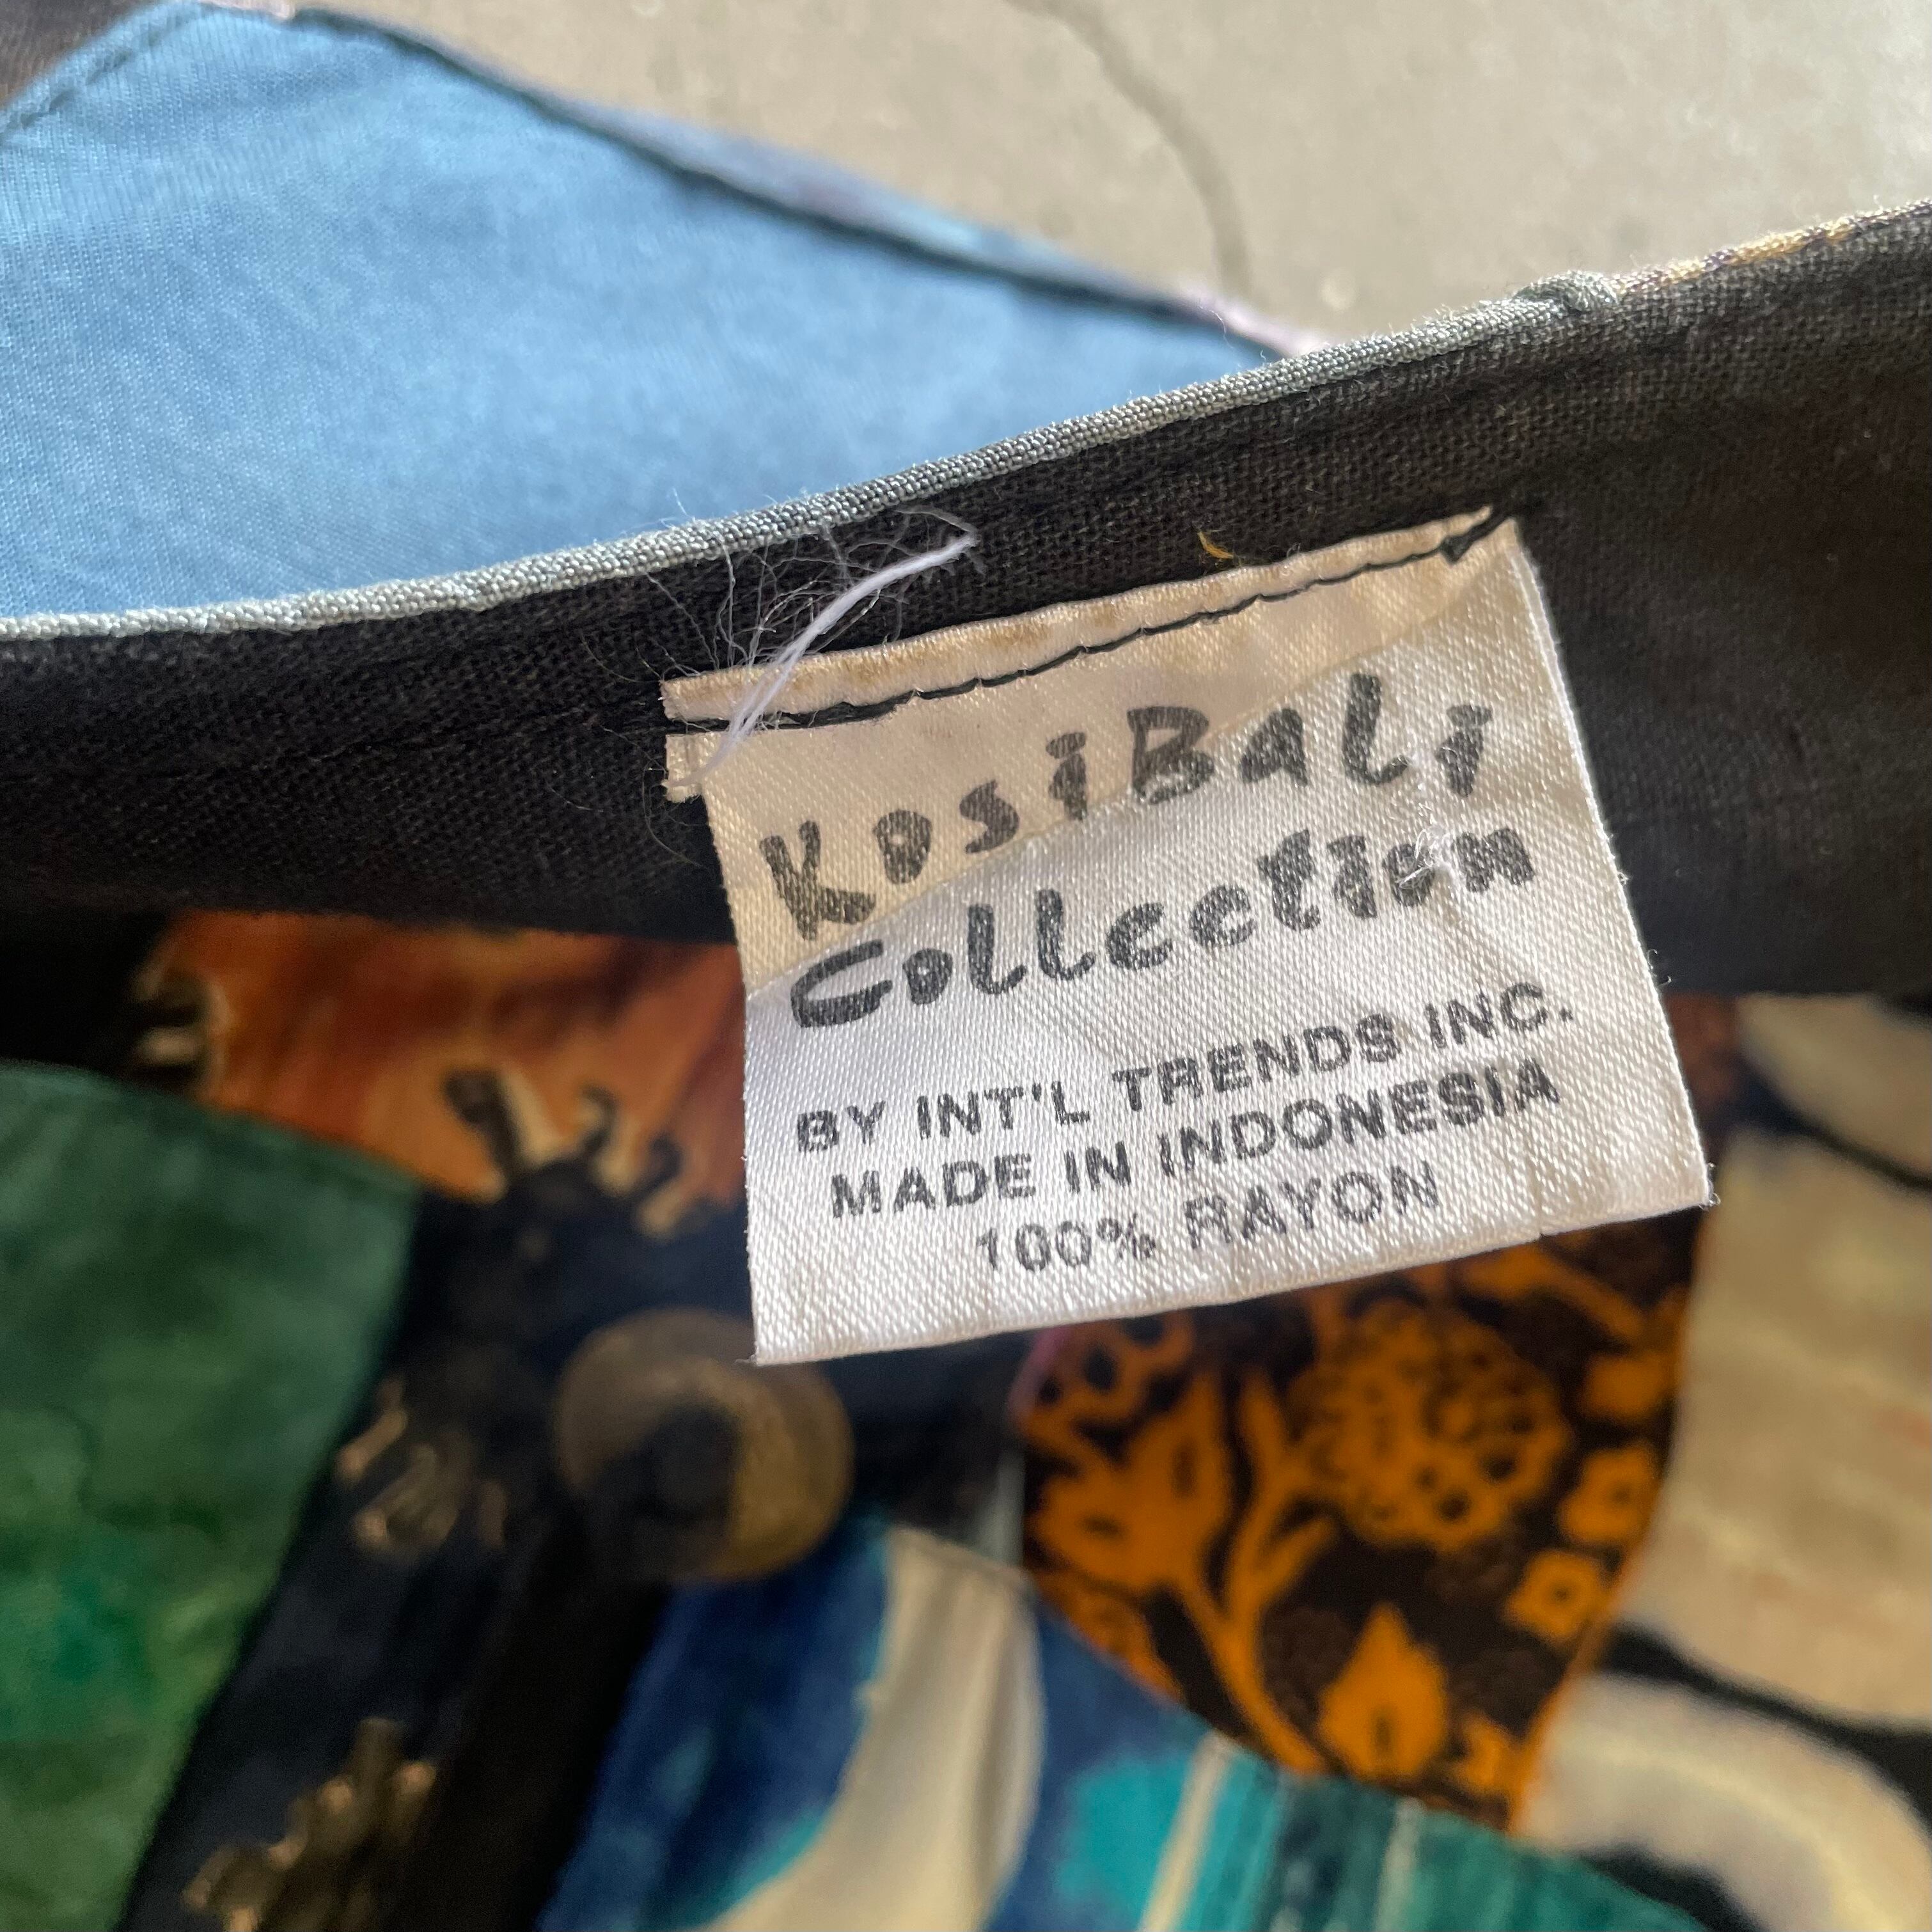 KosiBali
Collection
BY INT'L TRENDS INC.
MADE IN INDONESIA
100% RAYON